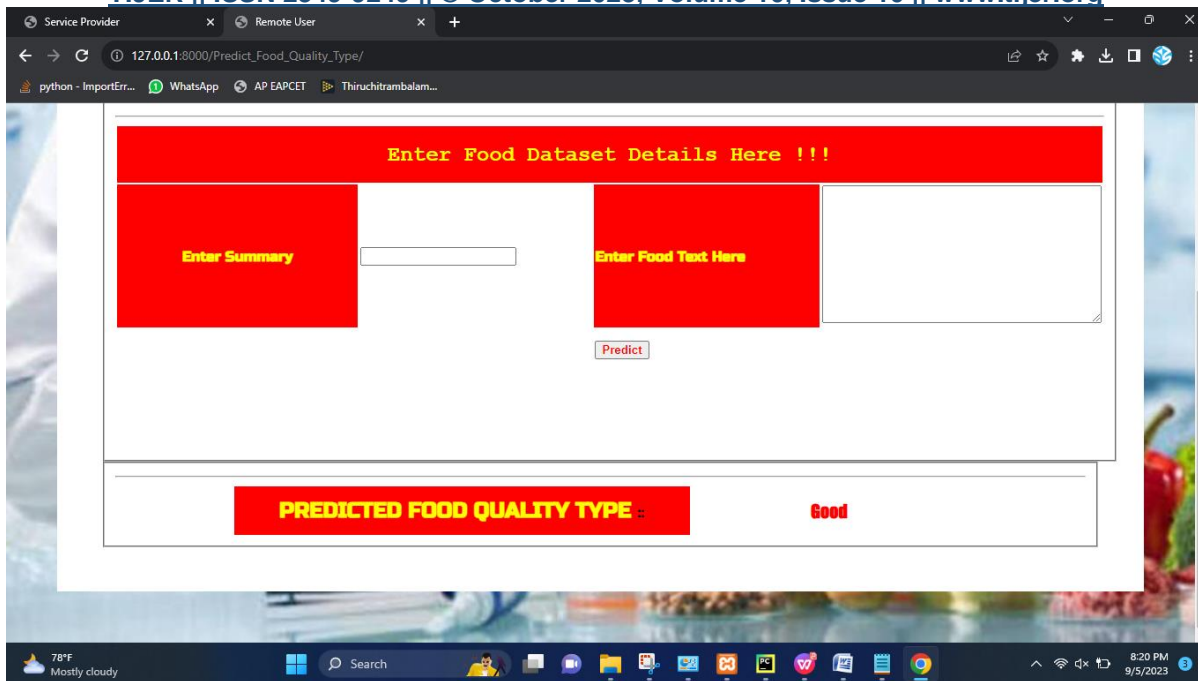 Service Provider
Remote User
127.0.0.1:8000/Predict_Food_Quality_Type/
python - ImportErr...
WhatsApp
AP EAPCET
Thiruchitrambalam...
Enter Food Dataset Details Here !!!
Enter Summary
Enter Food Text Here
Predict
PREDICTED FOOD QUALITY TYPE ::
Good
78°F
Mostly cloudy
Search
8:20 PM
9/5/2023
3